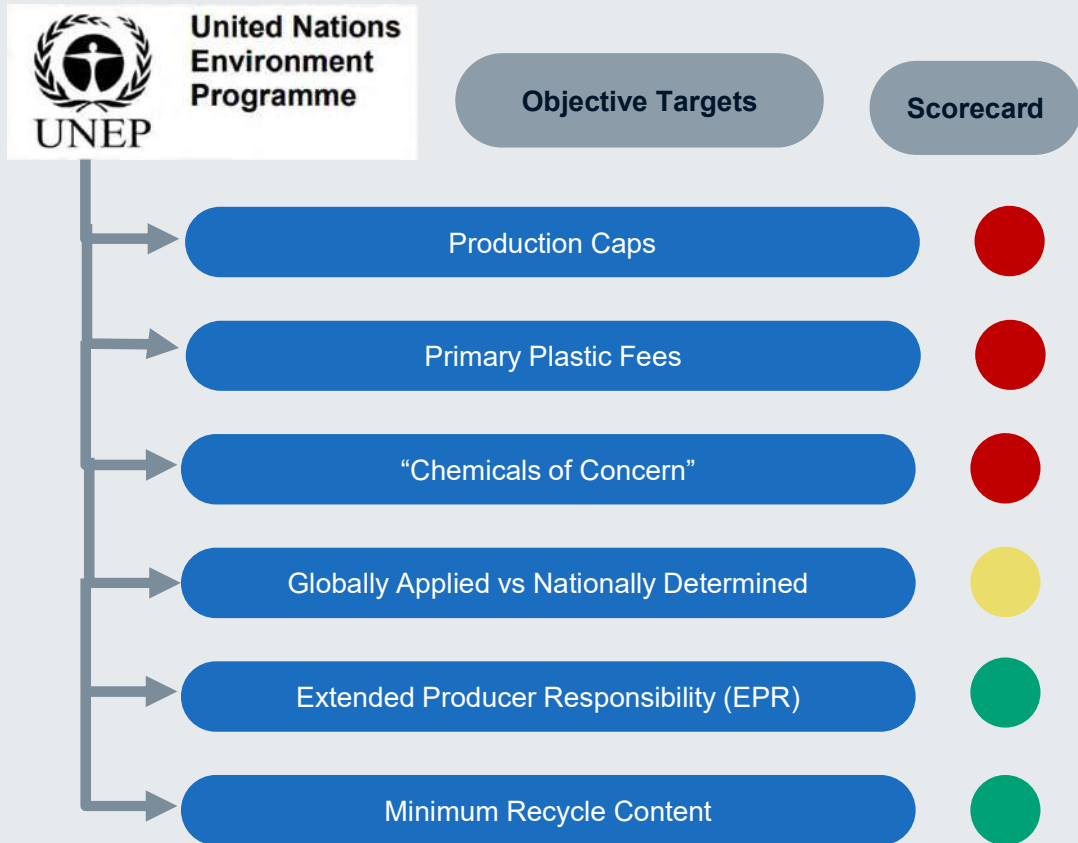 United Nations
Environment
Programme
UNEP
Objective Targets
Scorecard
Production Caps
Primary Plastic Fees
“Chemicals of Concern”
Globally Applied vs Nationally Determined
Extended Producer Responsibility (EPR)
Minimum Recycle Content